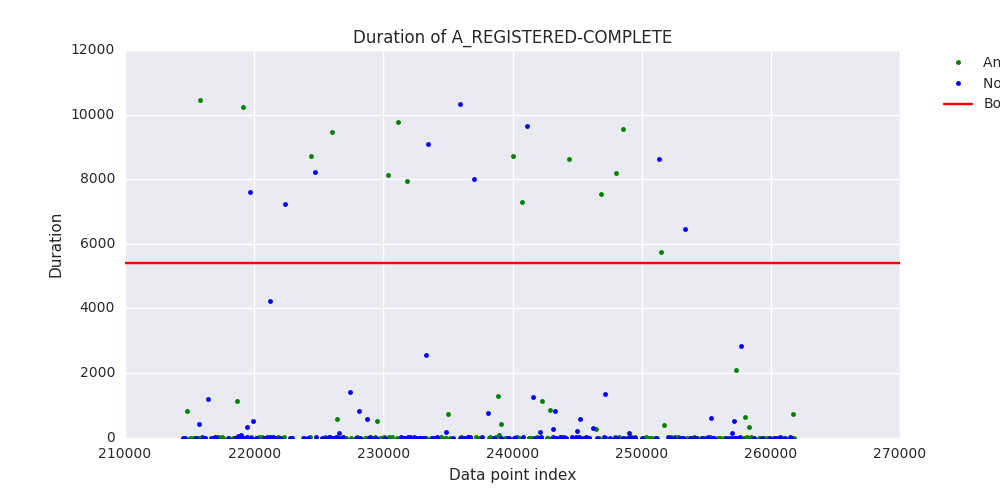 Duration of A_REGISTERED-COMPLETE
12000
10000
8000
6000
4000
2000
0
Duration
210000 220000 230000 240000 250000 260000 270000
Data point index
An
No
Bo